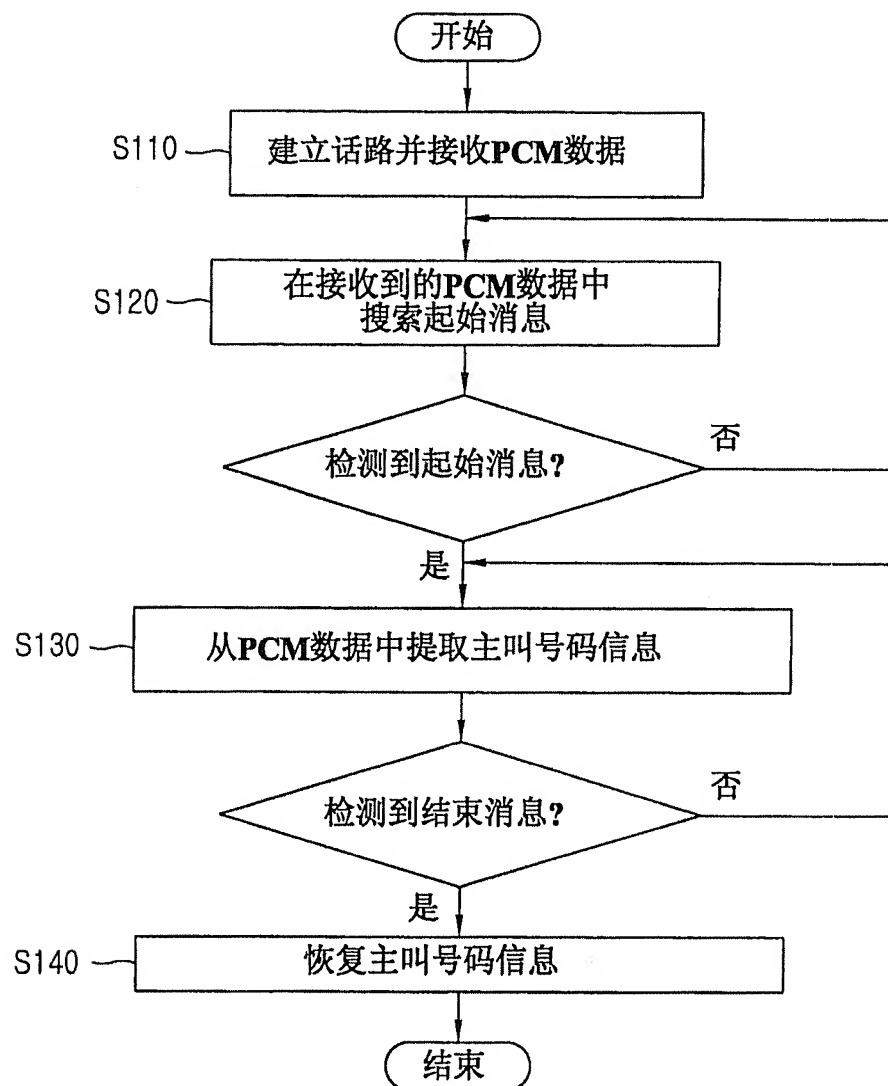 开始
S110
建立话路并接收PCM数据
S120
在接收到的PCM数据中
搜索起始消息
检测到起始消息?
否
是
S130
从PCM数据中提取主叫号码信息
检测到结束消息?
否
是
S140
恢复主叫号码信息
结束